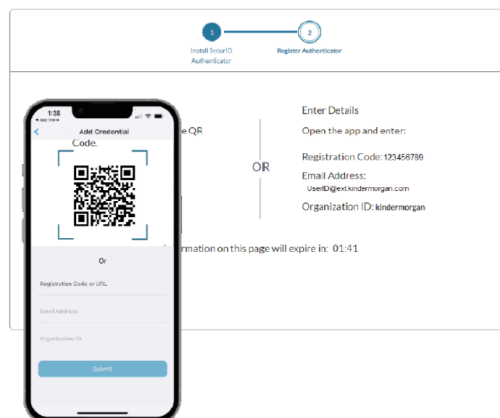 1
2
Install SecurID
Authenticator
Register Authenticator
e QR
OR
Enter Details
Open the app and enter:
Registration Code: 123456789
Email Address:
UserID@ext.kindermorgan.com
Organization ID: kindermorgan
rmation on this page will expire in: 01:41
1:38
Add Credential
Code.
Or
Registration Code or URL
Email Address
Organization ID
Submit